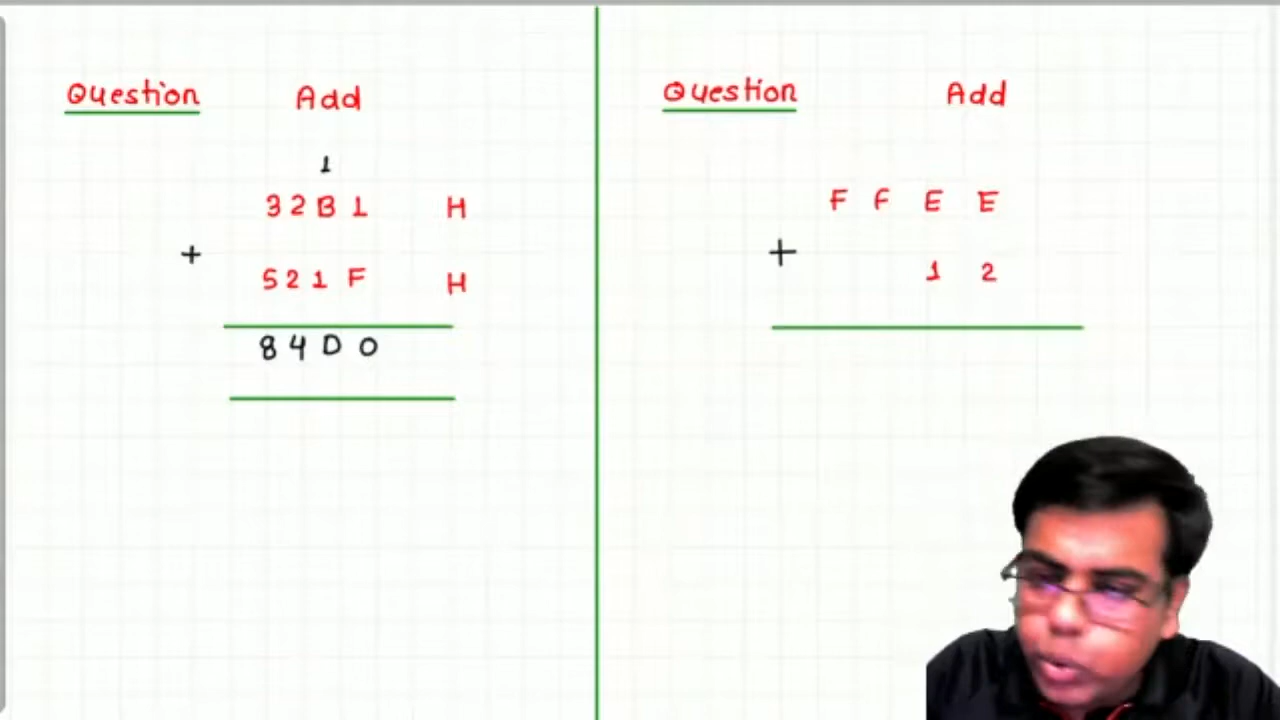 Question Add
1
32B1 H
+
521F H
84D0
Question Add
F F E E
+
1 2